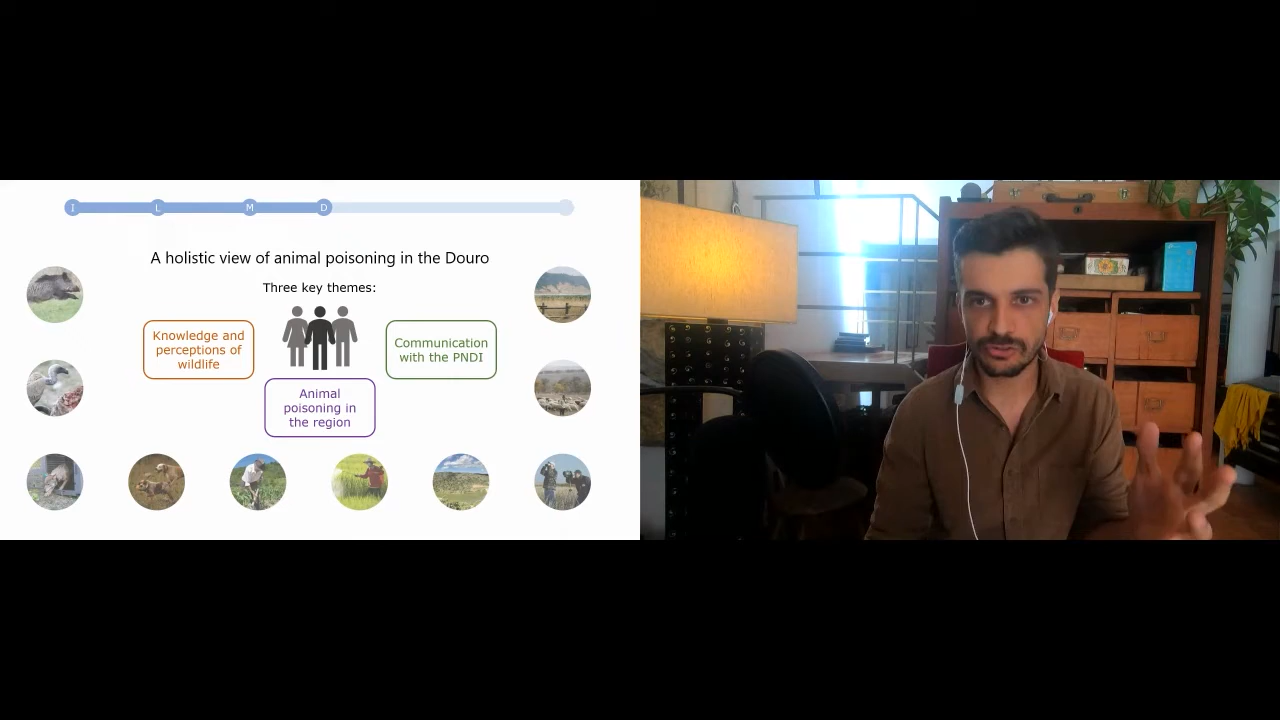 I L M D
A holistic view of animal poisoning in the Douro
Three key themes:
Knowledge and
perceptions of
wildlife
Communication
with the PNDI
Animal
poisoning in
the region